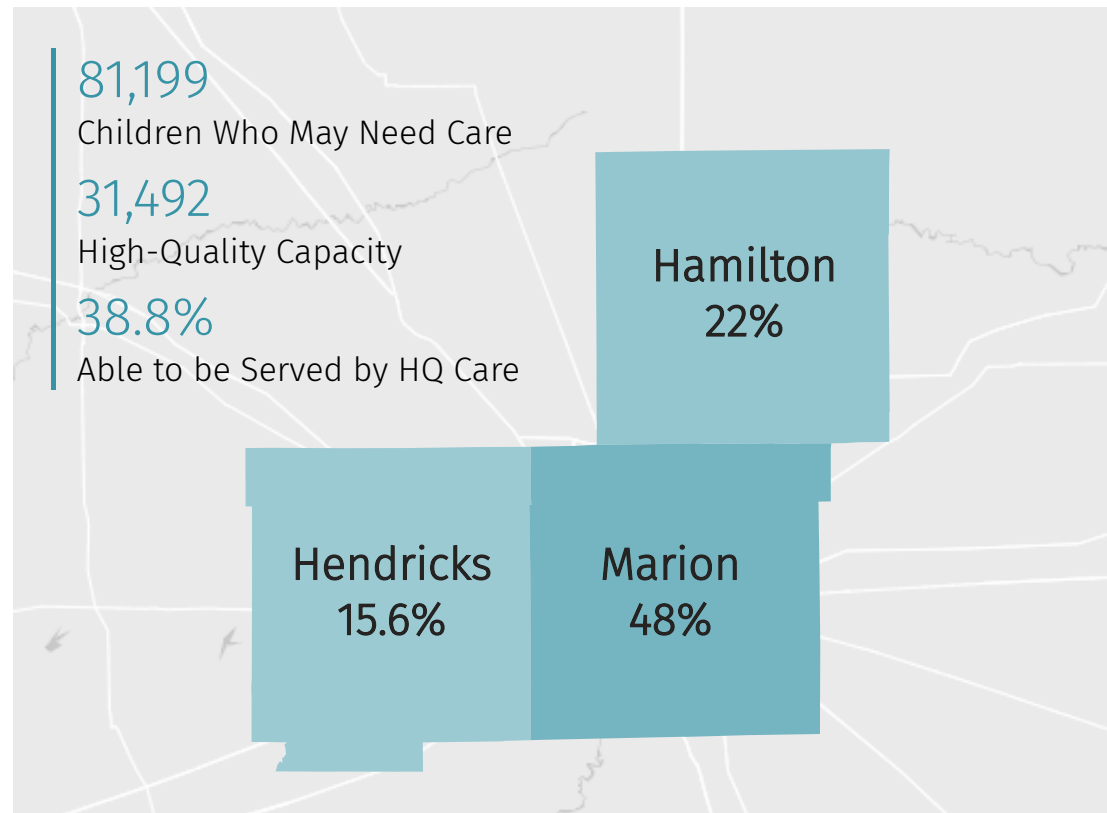 81,199
Children Who May Need Care
31,492
High-Quality Capacity
38.8%
Able to be Served by HQ Care
Hamilton
22%
Hendricks
15.6%
Marion
48%